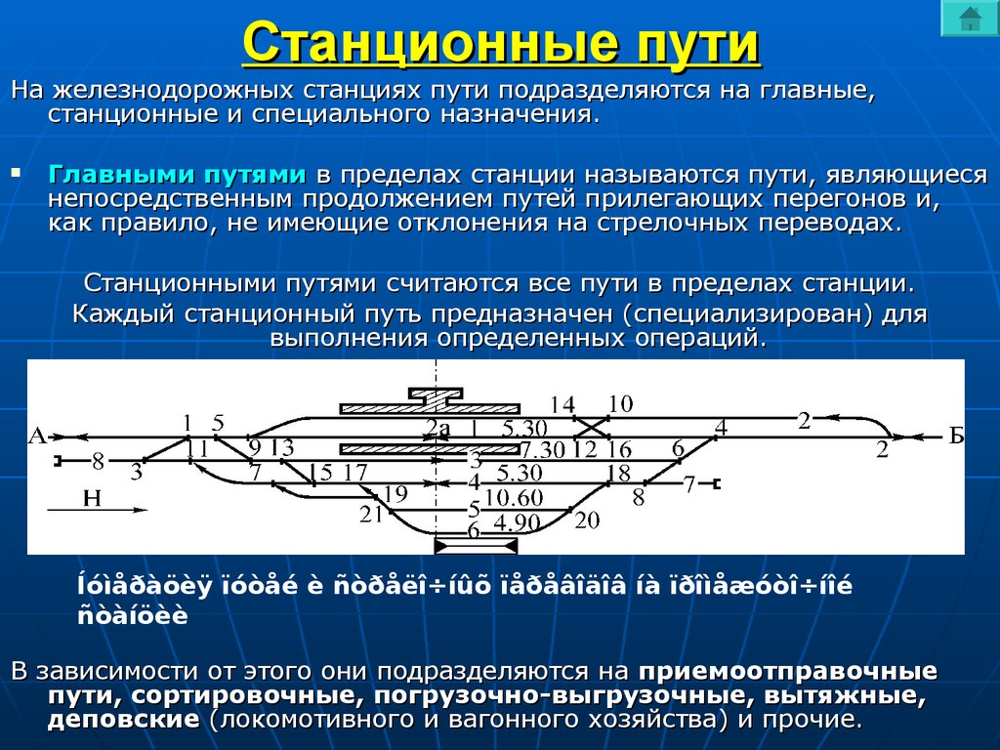 Станционные пути
На железнодорожных станциях пути подразделяются на главные,
станционные и специального назначения.
Главными путями в пределах станции называются пути, являющиеся
непосредственным продолжением путей прилегающих перегонов и,
как правило, не имеющие отклонения на стрелочных переводах.
Станционными путями считаются все пути в пределах станции.
Каждый станционный путь предназначен (специализирован) для
выполнения определенных операций.
14 10
1 5 2а 1 5.30 4 2
А 11 9 13 7.30 12 16 6 2 Б
8 3 7 15 17 3 4 5.30 18 7
Н 19 5 10.60 8
21 6 4.90 20
Íóìåðàöèÿ ïóòåé è ñòðåëî÷íûõ ïåðåâîäîâ íà ïðîìåæóòî÷íîé
ñòàíöèè
В зависимости от этого они подразделяются на приемоотправочные
пути, сортировочные, погрузочно-выгрузочные, вытяжные,
деповские (локомотивного и вагонного хозяйства) и прочие.